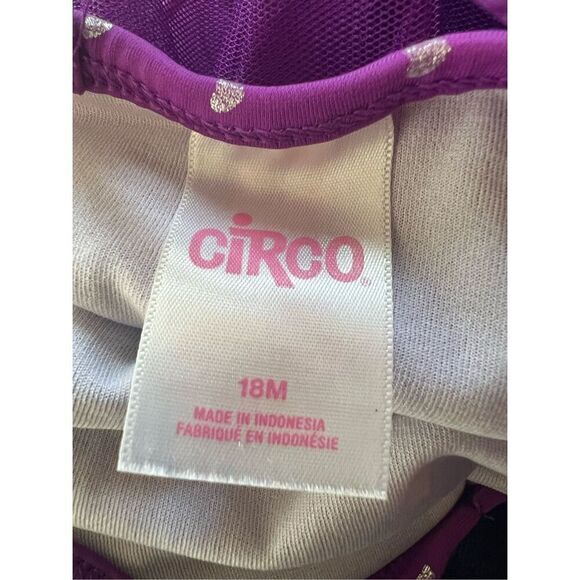 CiRCO®
18M
MADE IN INDONESIA
FABRIQUÉ EN INDONÉSIE